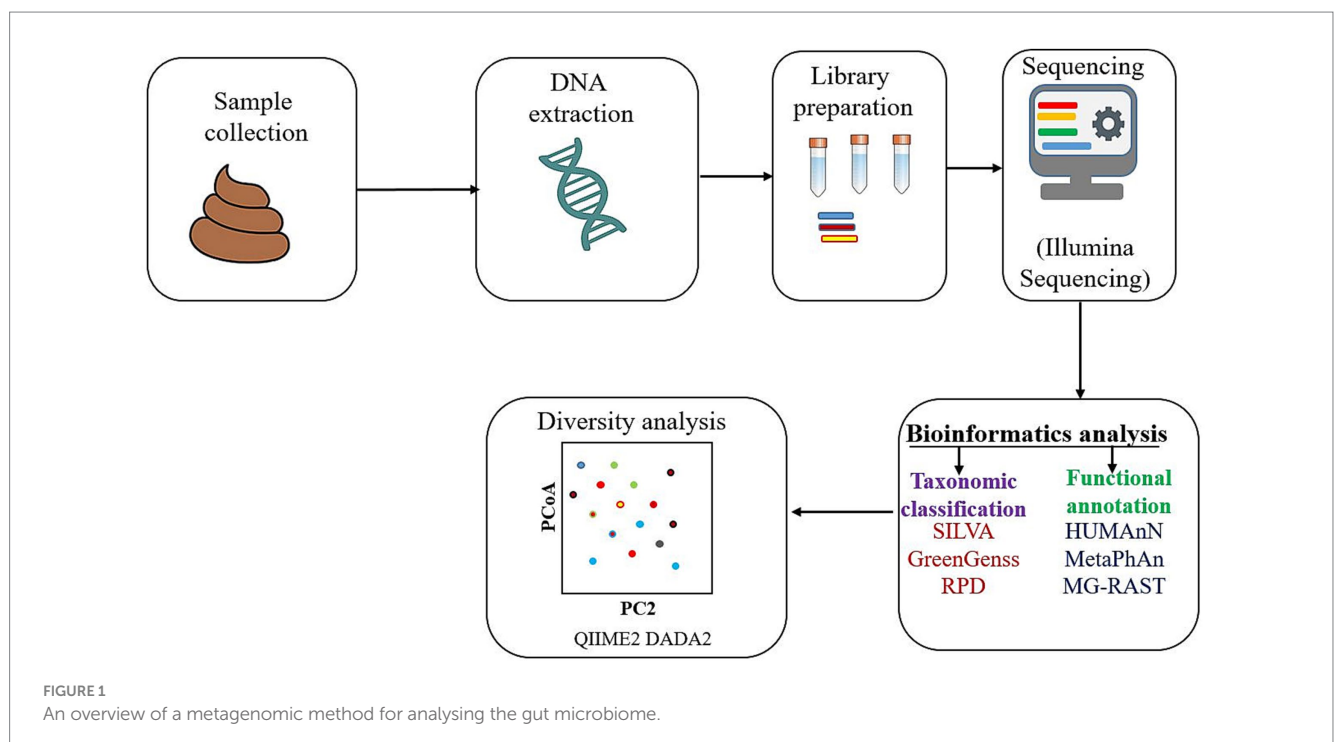 Sample
collection
DNA
extraction
Library
preparation
Sequencing
(Illumina
Sequencing)
Bioinformatics analysis
Taxonomic
classification
SILVA
GreenGenss
RPD
Functional
annotation
HUMAnN
MetaPhAn
MG-RAST
Diversity analysis
PCoA
PC2
QIIME2 DADA2
FIGURE 1
An overview of a metagenomic method for analysing the gut microbiome.